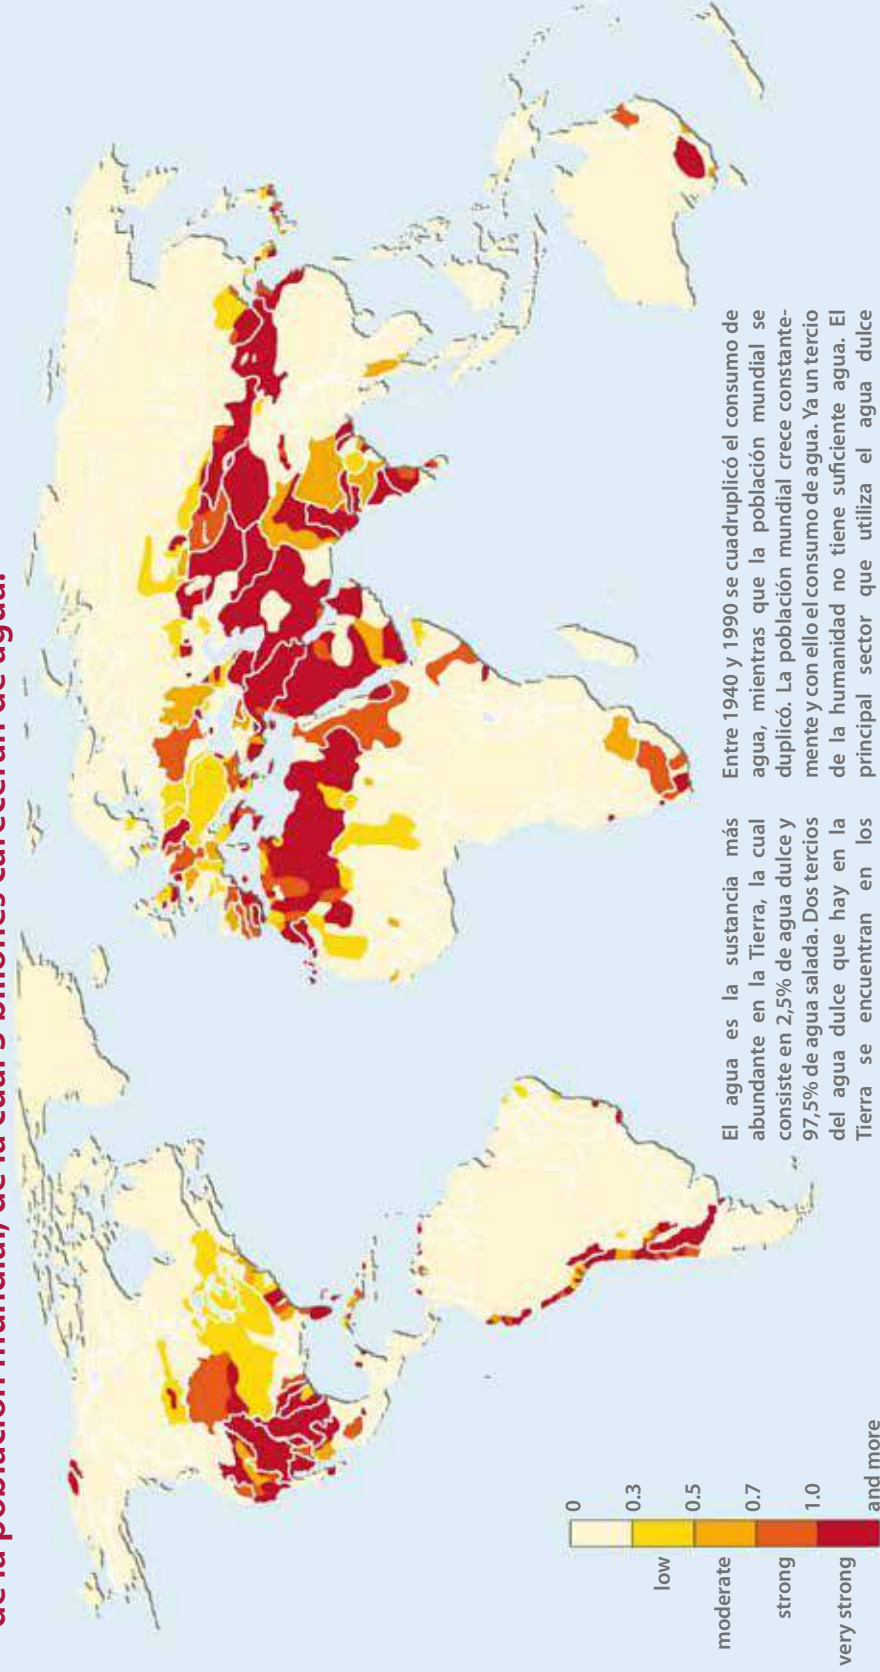 de la población mundial) de la cual billones carecerán de agua.
0
0.3
low
0.5
moderate
0.7
strong
1.0
very strong
and more
El agua es la sustancia más
abundante en la Tierra, la cual
consiste en 2,5% de agua dulce y
97,5% de agua salada. Dos tercios
del agua dulce que hay en la
Tierra se encuentran en los
Entre 1940 y 1990 se cuadruplicó el consumo de
agua, mientras que la población mundial se
duplicó. La población mundial crece constante-
mente y con ello el consumo de agua. Ya un tercio
de la humanidad no tiene suficiente agua. El
principal sector que utiliza el agua dulce